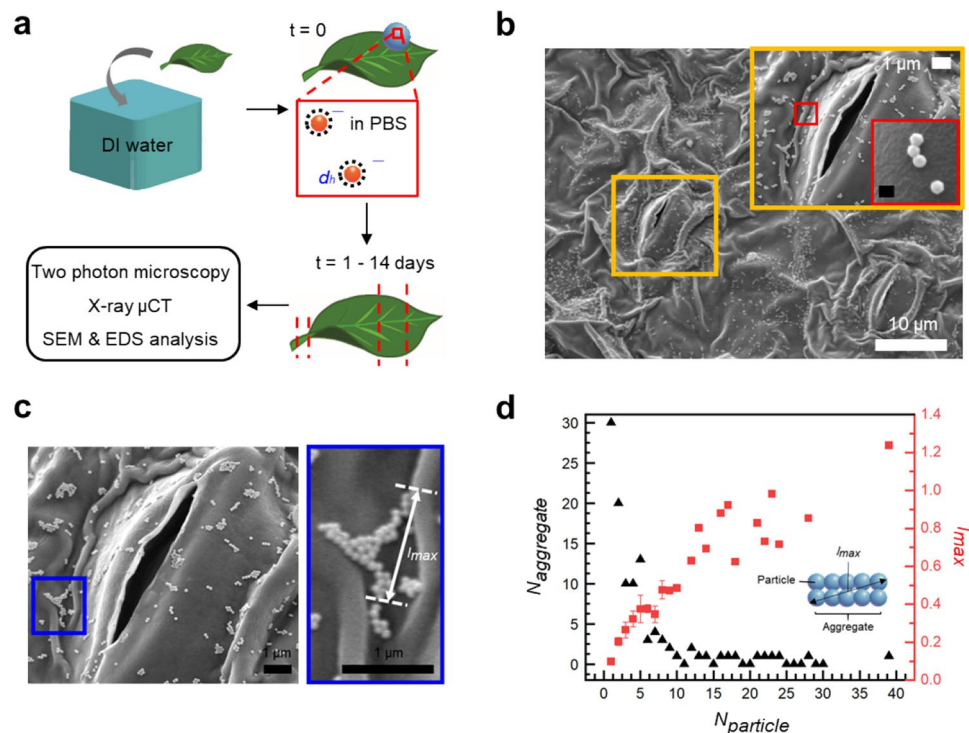 a
t = 0
DI water
in PBS
dh
t = 1 - 14 days
Two photon microscopy
X-ray µCT
SEM & EDS analysis
b
1 µm
10 µm
c
lmax
1 µm
1 µm
d
30
25
20
15
10
5
0
Naggregate
1.4
1.2
1.0
0.8
0.6
0.4
0.2
0.0
lmax
lmax
Particle
Aggregate
0 5 10 15 20 25 30 35 40
Nparticle